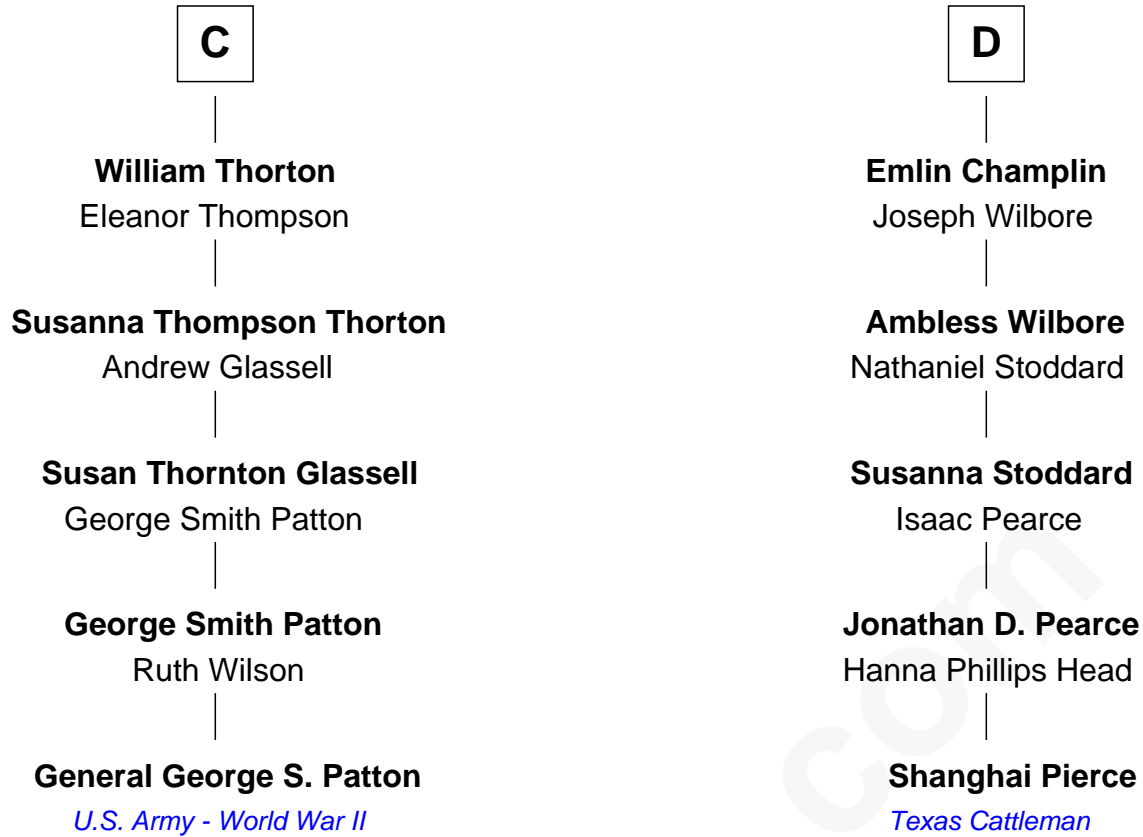 C
William Thorton
Eleanor Thompson
Susanna Thompson Thorton
Andrew Glassell
Susan Thornton Glassell
George Smith Patton
George Smith Patton
Ruth Wilson
General George S. Patton
U.S. Army - World War II
D
Emlin Champlin
Joseph Wilbore
Ambless Wilbore
Nathaniel Stoddard
Susanna Stoddard
Isaac Pearce
Jonathan D. Pearce
Hanna Phillips Head
Shanghai Pierce
Texas Cattleman
com